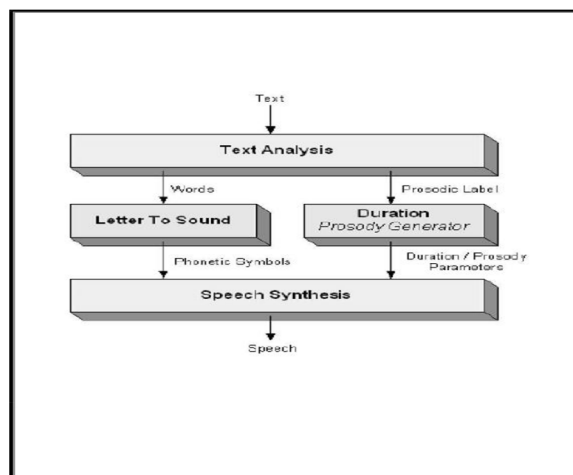 Text
Text Analysis
Words
Prosodic Label
Letter To Sound
Duration
Prosody Generator
Phonetic Symbols
Duration / Prosody
Parameters
Speech Synthesis
Speech